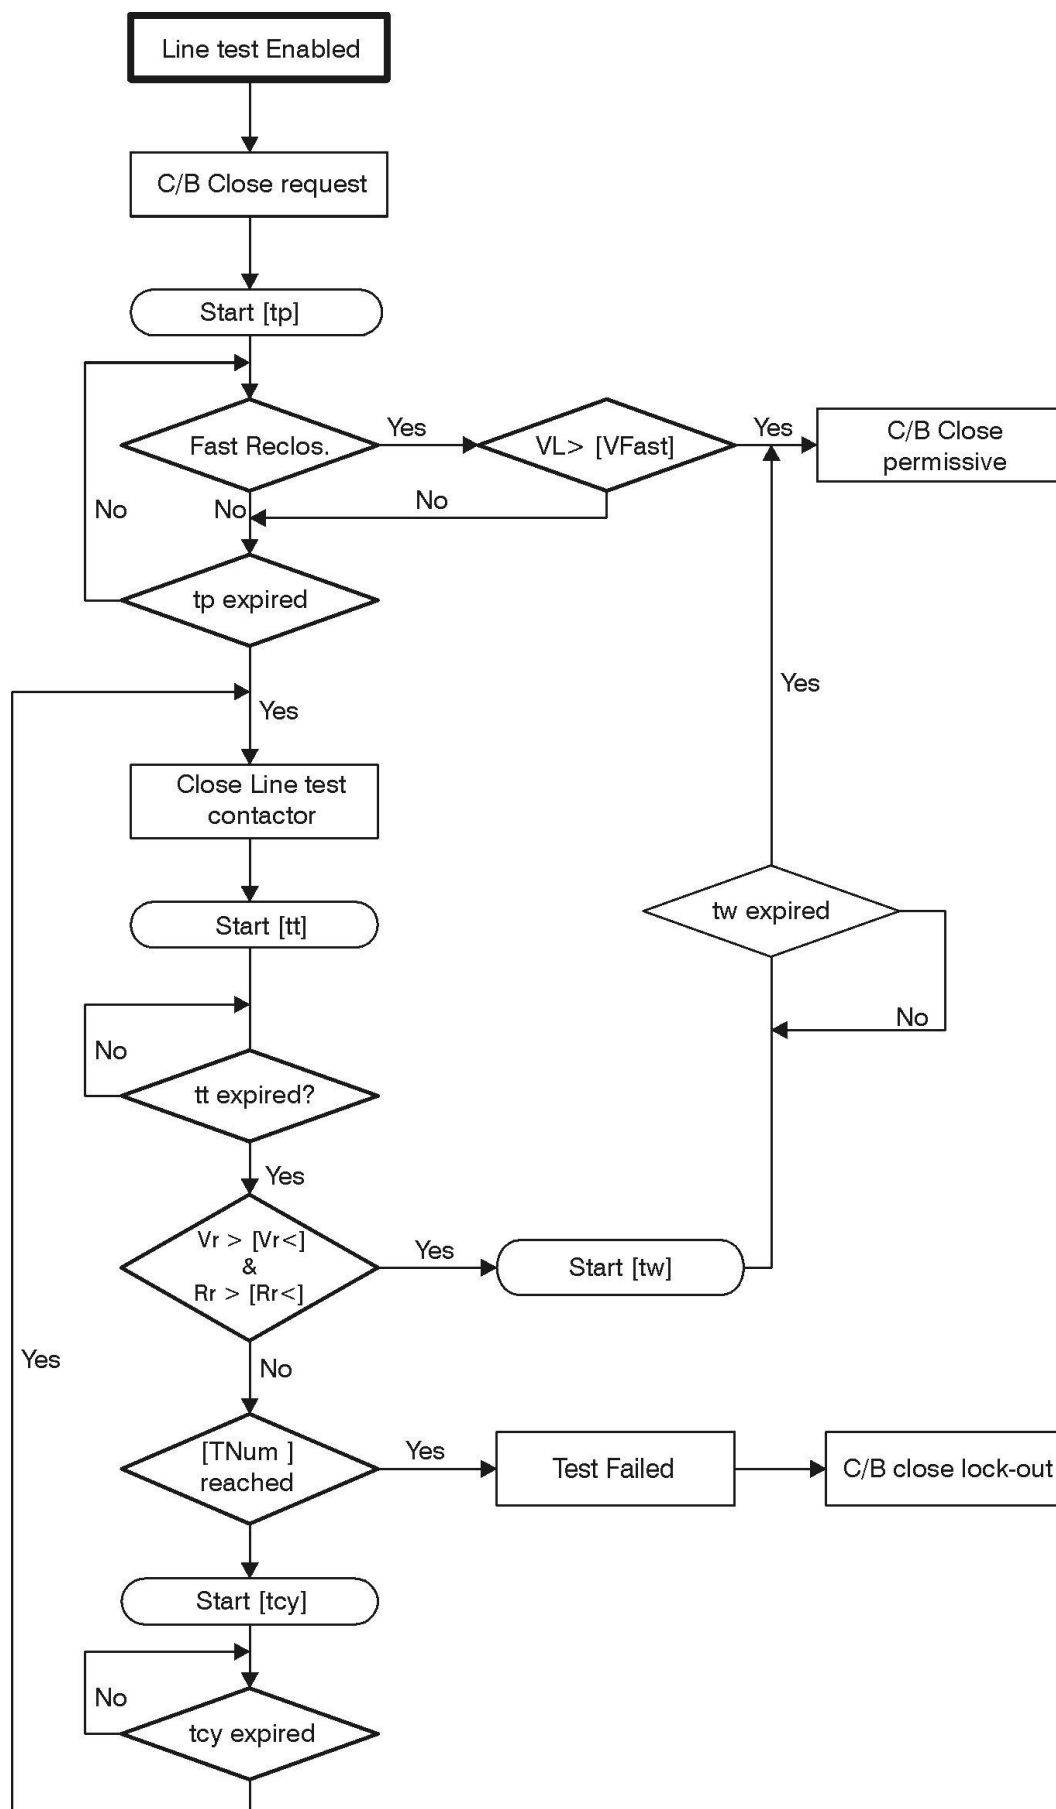 Line test Enabled
C/B Close request
Start [tp]
Fast Reclos.
Yes
VL> [VFast]
Yes
C/B Close
permissive
No
No
No
tp expired
Yes
Yes
Close Line test
contactor
Start [tt]
tw expired
No
No
tt expired?
Yes
Vr > [Vr<]
&
Rr > [Rr<]
Yes
Start [tw]
Yes
No
[TNum ]
reached
Yes
Test Failed
C/B close lock-out
Start [tcy]
No
tcy expired